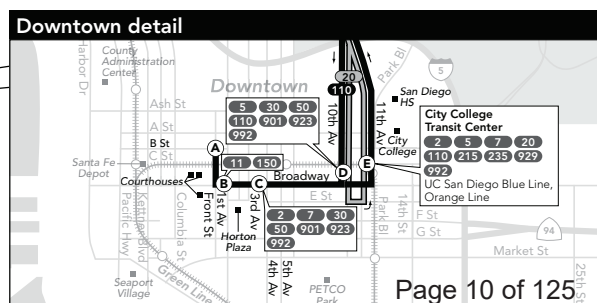 Downtown detail
Harbor Dr
County
Administration
Center
Downtown
Park Bl
5
20
110
San Diego
HS
Ash St
A St
B St
C St
5 30 50
110 901 923
992
10th Av
11th Av
City
College
City College
Transit Center
2 5 7 20
110 215 235 929
992
UC San Diego Blue Line,
Orange Line
A
Santa Fe
Depot
11 150
D
E
Courthouses
B
C
Broadway
E St
F St
G St
14th St
Park Bl
94
Pacific Hwy
Kettner Bl
Columbia St
Front St
1st Av
Horton
Plaza
3rd Av
2 7 30
50 901 923
992
Market St
4th Av
5th Av
Green Line
Seaport
Village
PETCO
Park
25th St
Page 10 of 125